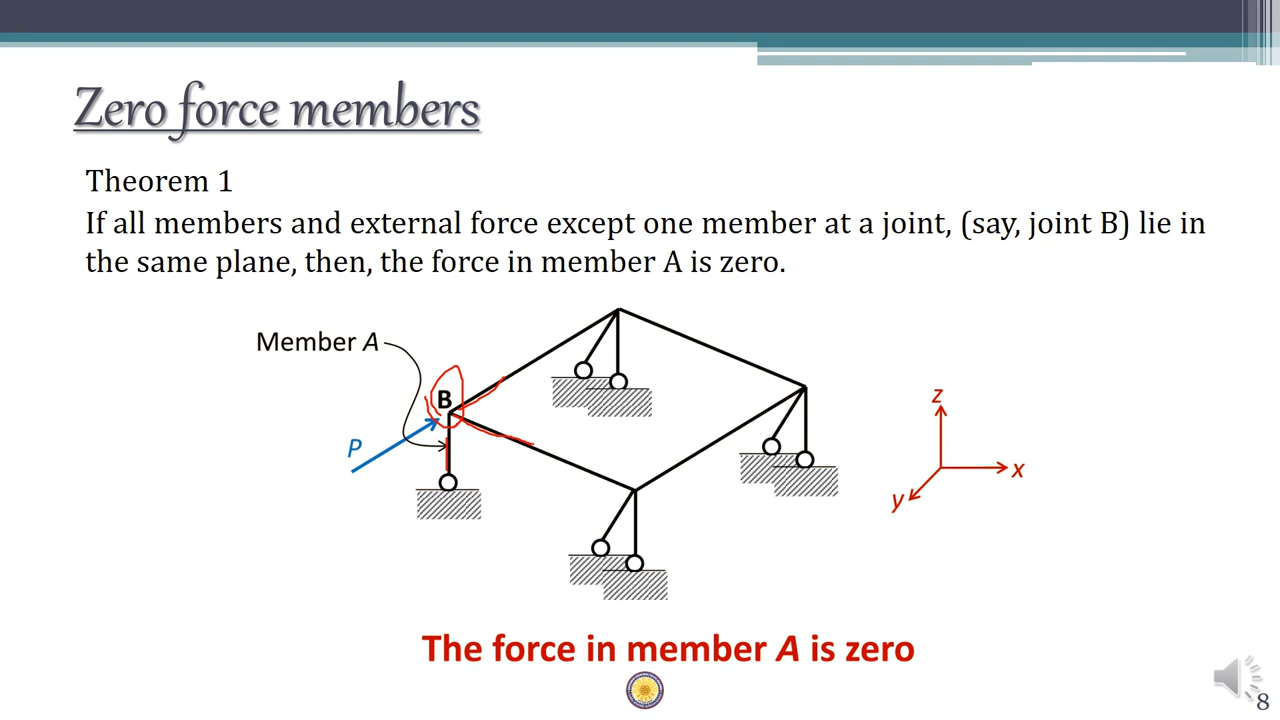 Zero force members
Theorem 1
If all members and external force except one member at a joint, (say, joint B) lie in
the same plane, then, the force in member A is zero.
Member A
B
P
z
x
y
The force in member A is zero
8